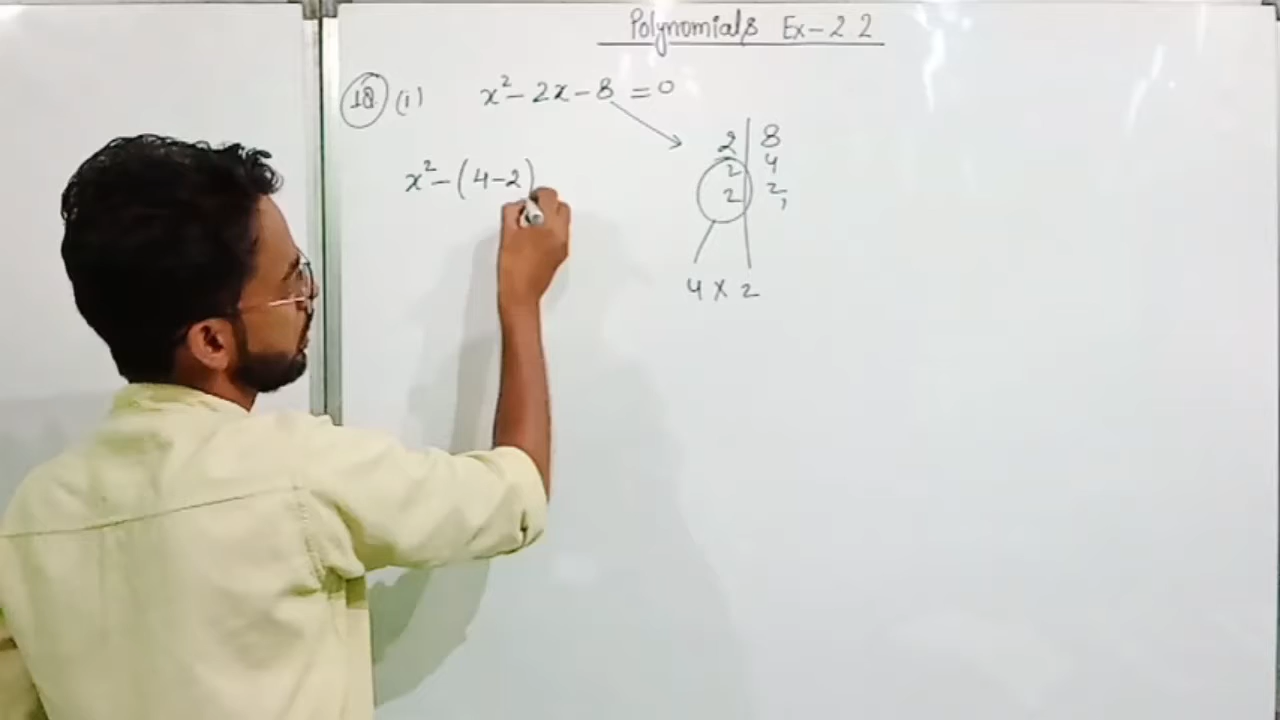 Polynomials Ex-2 2
1Q. (i) x² - 2x - 8 = 0
2 | 8
2 | 4
2 | 2,
x² - (4-2)
4 x 2